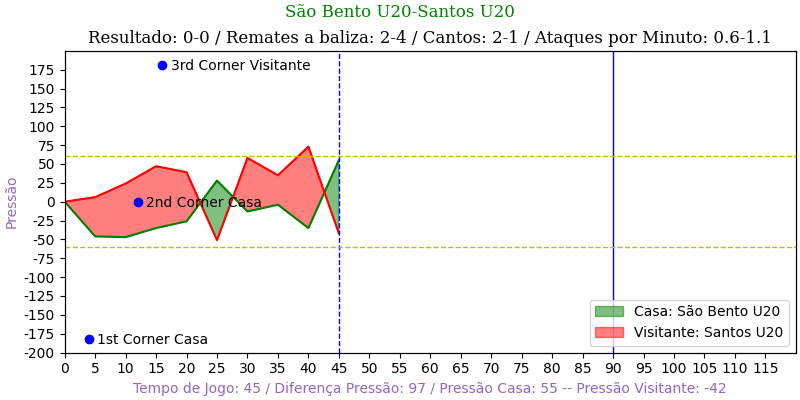 São Bento U20-Santos U20
Resultado: 0-0 / Remates a baliza: 2-4 / Cantos: 2-1 / Ataques por Minuto: 0.6-1.1
175
150
125
100
75
50
25
0
-25
-50
-75
-100
-125
-150
-175
-200
Pressão
3rd Corner Visitante
2nd Corner Casa
1st Corner Casa
Casa: São Bento U20
Visitante: Santos U20
0 5 10 15 20 25 30 35 40 45 50 55 60 65 70 75 80 85 90 95 100 105 110 115
Tempo de Jogo: 45 / Diferença Pressão: 97 / Pressão Casa: 55 -- Pressão Visitante: -42